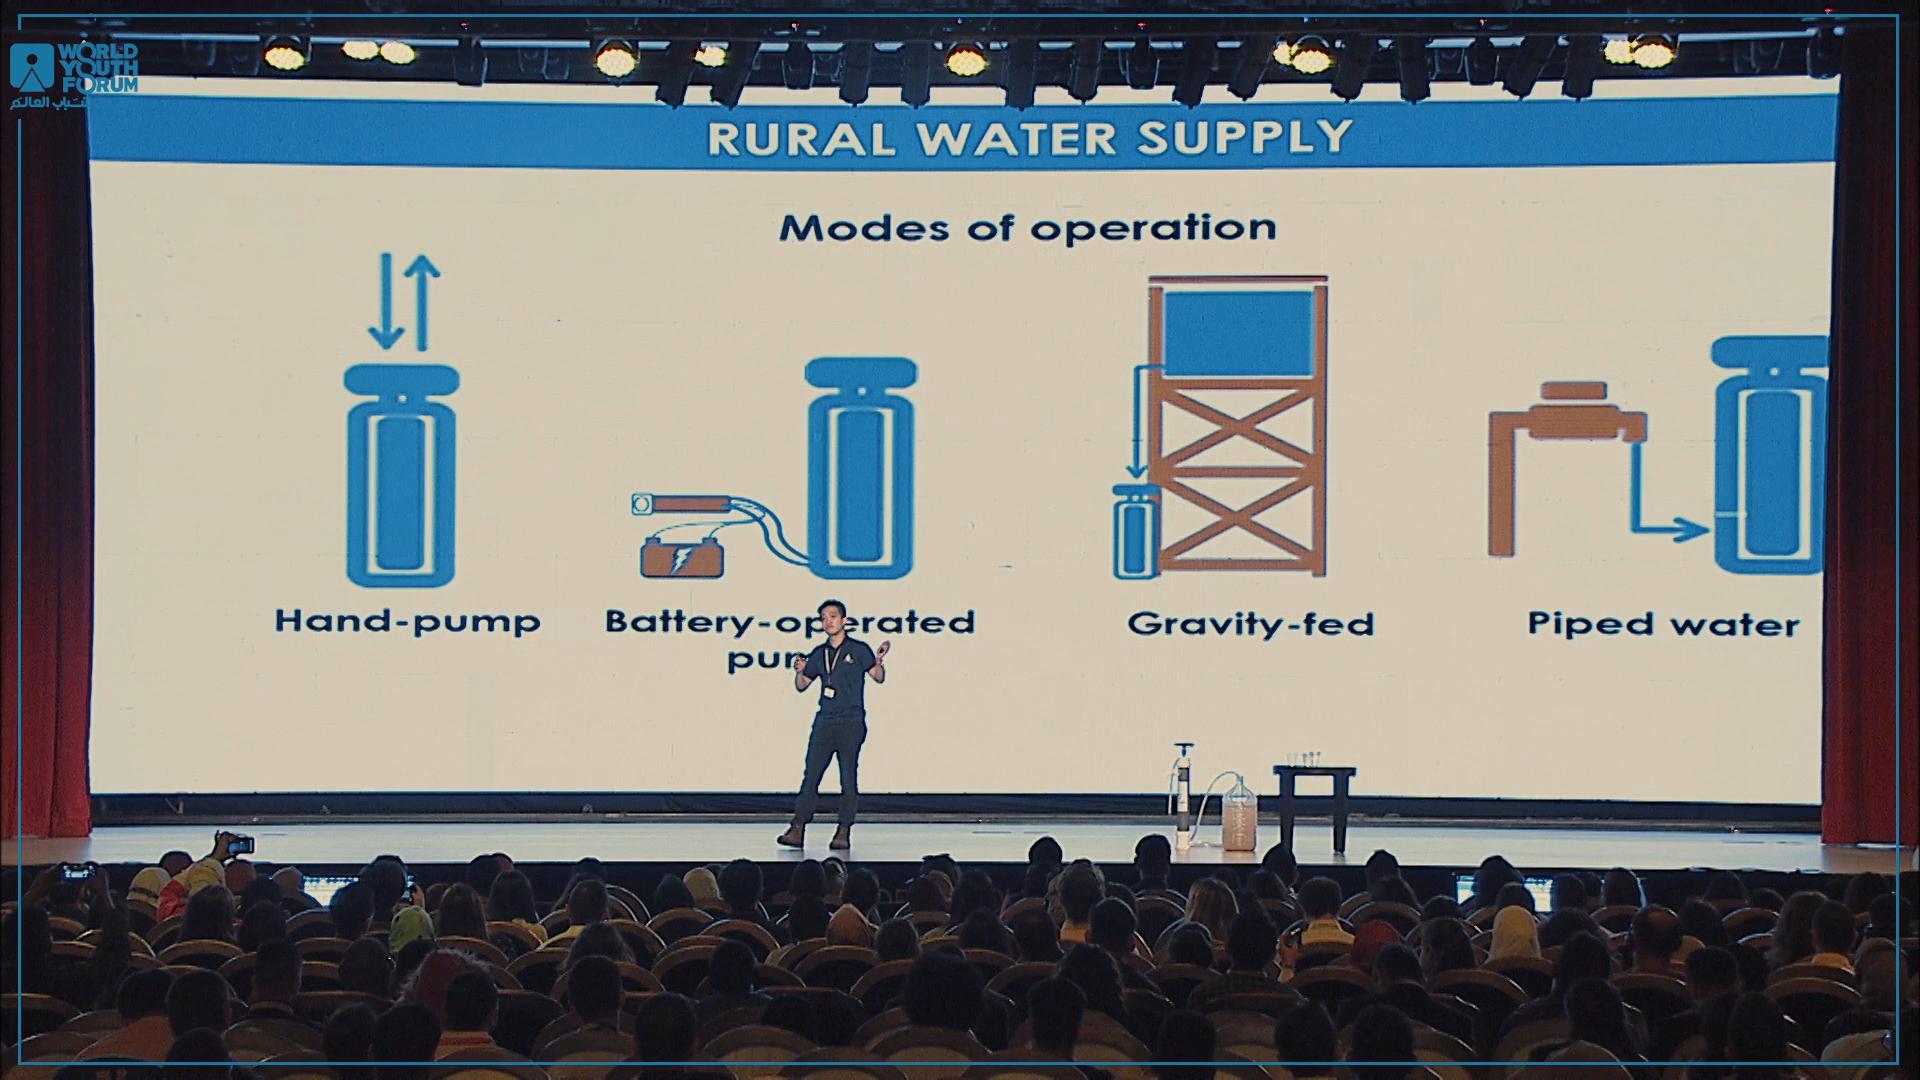 WORLD
YOUTH
FORUM
شباب العالم
RURAL WATER SUPPLY
Modes of operation
Hand-pump
Battery-operated
Gravity-fed
Piped water